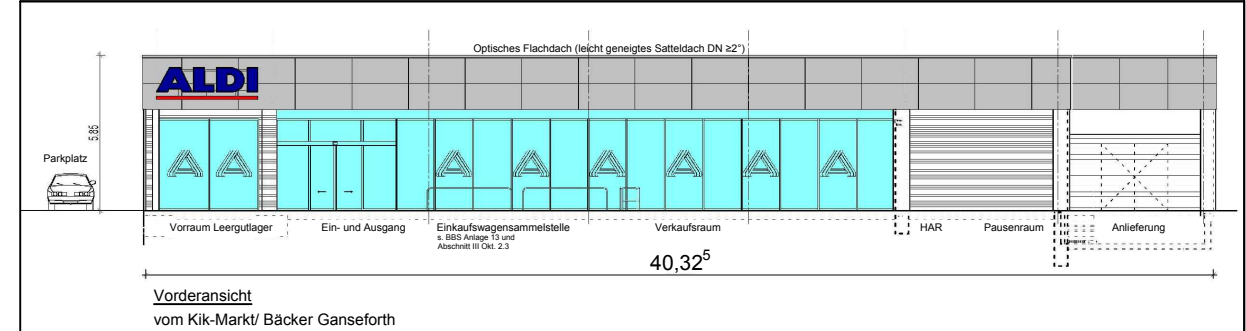 Optisches Flachdach (leicht geneigtes Satteldach DN ≥2°)
ALDI
5.86
Parkplatz
Vorraum Leergutlager
Ein- und Ausgang
Einkaufswagensammelstelle
s. BBS Anlage 13 und
Abschnitt III Okt. 2.3
Verkaufsraum
HAR
Pausenraum
Anlieferung
40,32⁵
Vorderansicht
vom Kik-Markt/ Bäcker Ganseforth